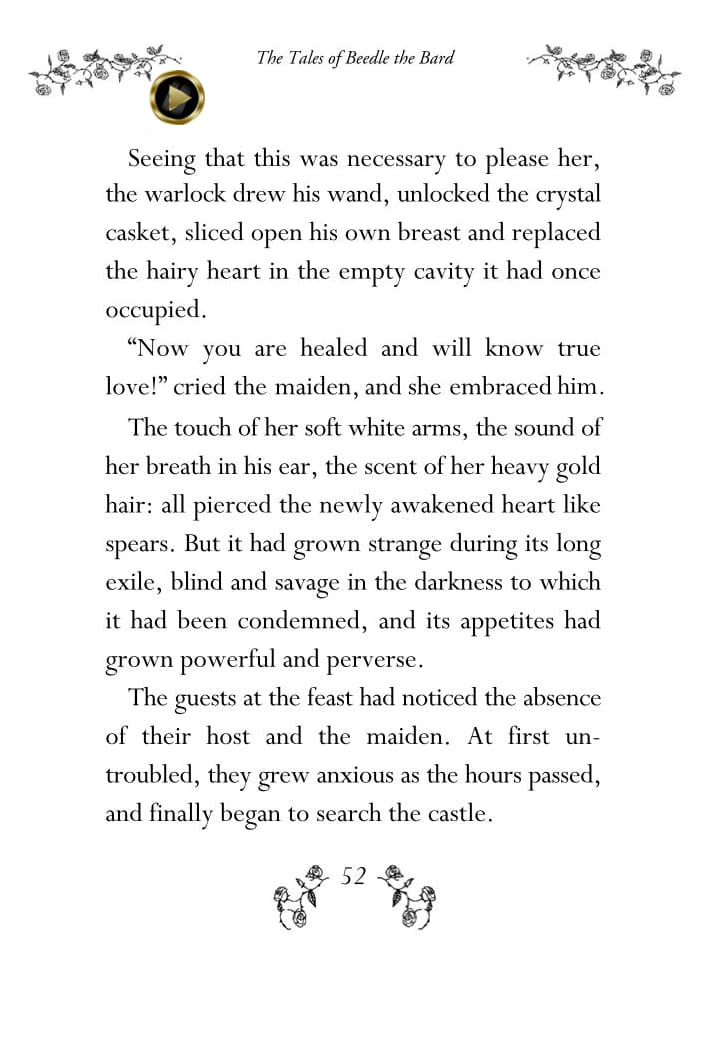 The Tales of Beedle the Bard
Seeing that this was necessary to please her,
the warlock drew his wand, unlocked the crystal
casket, sliced open his own breast and replaced
the hairy heart in the empty cavity it had once
occupied.
“Now you are healed and will know true
love!” cried the maiden, and she embraced him.
The touch of her soft white arms, the sound of
her breath in his ear, the scent of her heavy gold
hair: all pierced the newly awakened heart like
spears. But it had grown strange during its long
exile, blind and savage in the darkness to which
it had been condemned, and its appetites had
grown powerful and perverse.
The guests at the feast had noticed the absence
of their host and the maiden. At first un-
troubled, they grew anxious as the hours passed,
and finally began to search the castle.
52